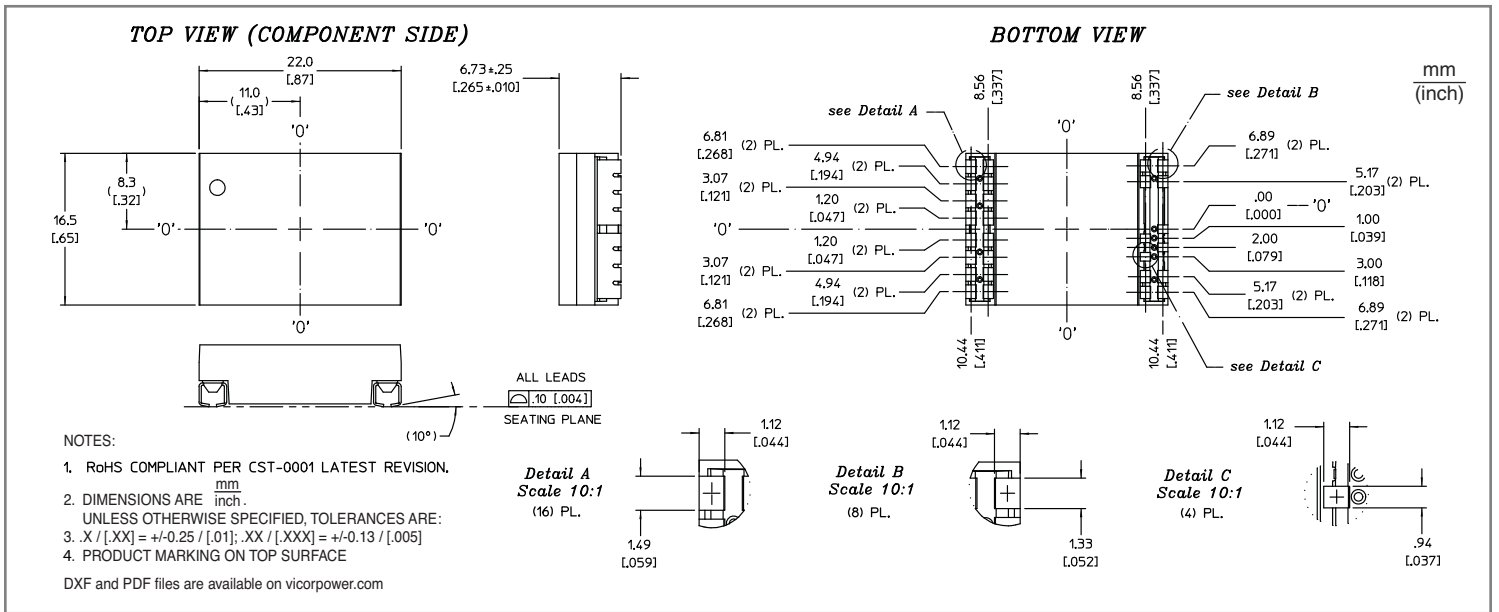 TOP VIEW (COMPONENT SIDE)
22.0
[.87]
11.0
[.43]
( )
'0'
8.3
[.32]
( )
16.5
[.65]
'0'
'0'
'0'
6.73±.25
[.265±.010]
(10°)
ALL LEADS
.10 [.004]
SEATING PLANE
BOTTOM VIEW
mm
(inch)
8.56
[.337]
8.56
[.337]
see Detail A
see Detail B
'0'
6.81
[.268] (2) PL.
4.94
[.194] (2) PL.
3.07
[.121] (2) PL.
1.20
[.047] (2) PL.
'0'
1.20
[.047] (2) PL.
3.07
[.121] (2) PL.
4.94
[.194] (2) PL.
6.81
[.268] (2) PL.
6.89
[.271] (2) PL.
5.17
[.203] (2) PL.
.00
[.000] '0'
1.00
[.039]
2.00
[.079]
3.00
[.118]
5.17
[.203] (2) PL.
6.89
[.271] (2) PL.
'0'
10.44
[.411]
10.44
[.411]
see Detail C
NOTES:
1. RoHS COMPLIANT PER CST-0001 LATEST REVISION.
2. DIMENSIONS ARE mm
inch.
UNLESS OTHERWISE SPECIFIED, TOLERANCES ARE:
3. .X / [.XX] = +/-0.25 / [.01]; .XX / [.XXX] = +/-0.13 / [.005]
4. PRODUCT MARKING ON TOP SURFACE
DXF and PDF files are available on vicorpower.com
Detail A
Scale 10:1
(16) PL.
1.12
[.044]
1.49
[.059]
Detail B
Scale 10:1
(8) PL.
1.12
[.044]
1.33
[.052]
Detail C
Scale 10:1
(4) PL.
1.12
[.044]
.94
[.037]